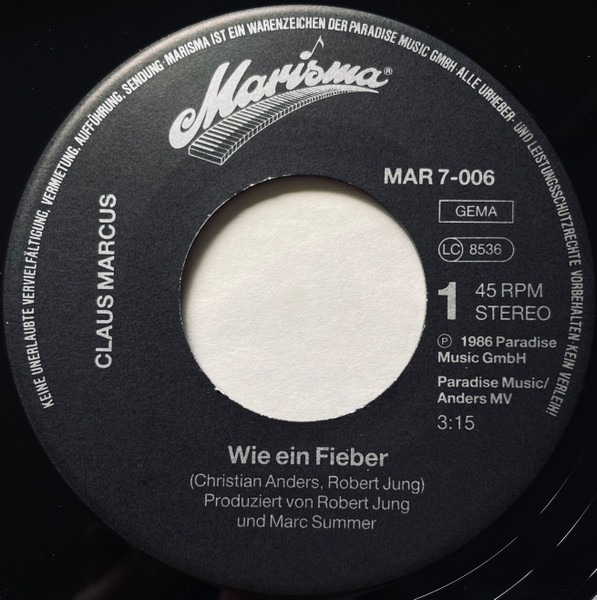 KEINE UNERLAUBTE VERVIELFÄLTIGUNG, VERMIETUNG, AUFFÜHRUNG, SENDUNG·MARISMA IST EIN WARENZEICHEN DER PARADISE MUSIC GMBH·ALLE URHEBER- UND LEISTUNGSSCHUTZRECHTE VORBEHALTEN·KEIN VERLEIH!
Marisma®
MAR 7-006
GEMA
LC 8536
CLAUS MARCUS
1 45 RPM
STEREO
Ⓟ 1986 Paradise
Music GmbH
Paradise Music/
Anders MV
3:15
Wie ein Fieber
(Christian Anders, Robert Jung)
Produziert von Robert Jung
und Marc Summer